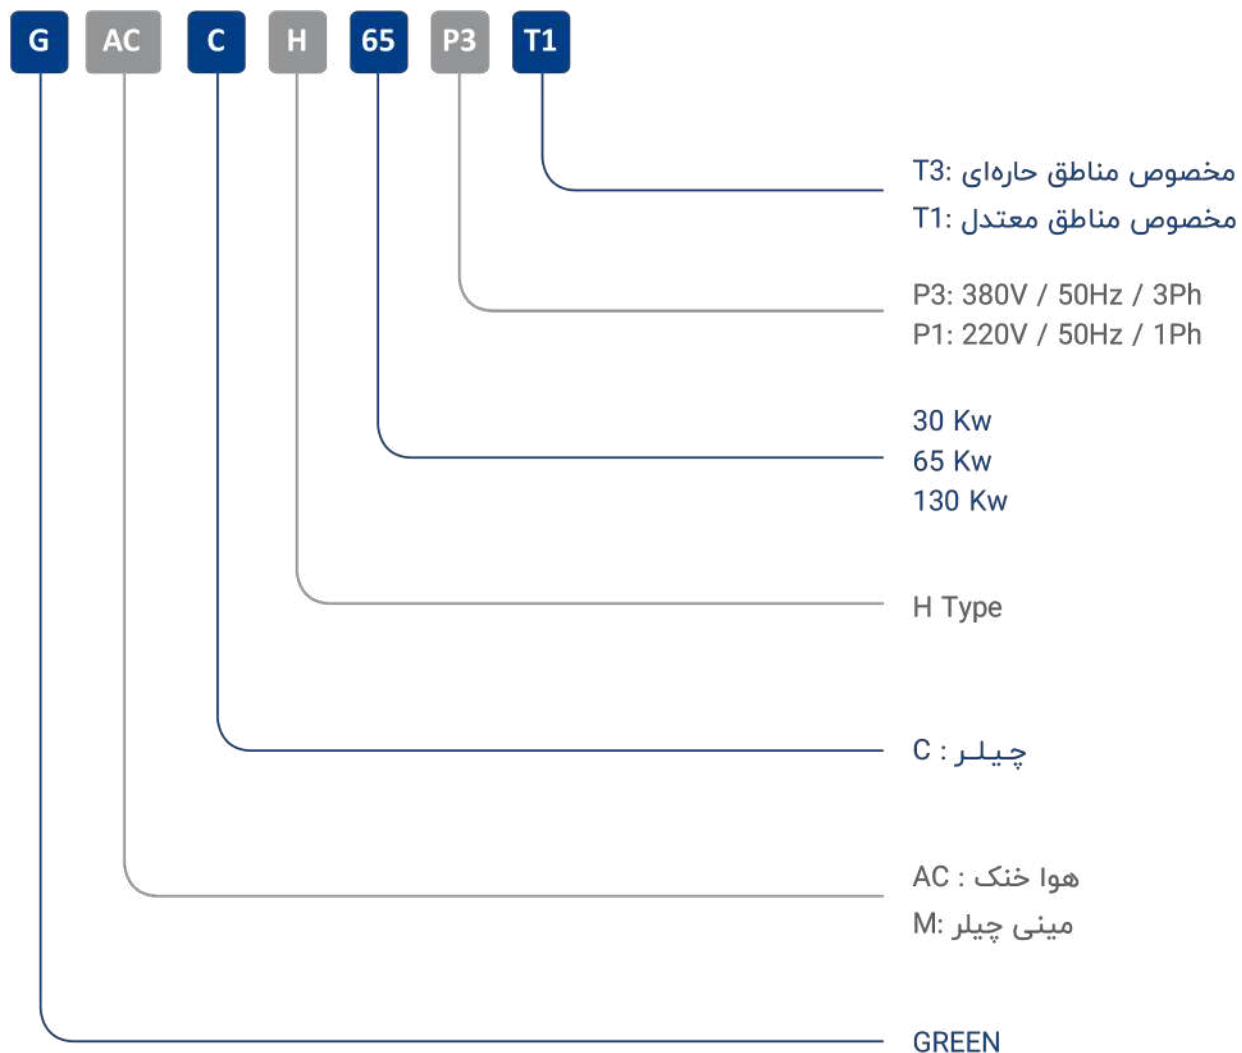 G AC C H 65 P3 T1
T3: مخصوص مناطق حاره‌ای
T1: مخصوص مناطق معتدل
P3: 380V / 50Hz / 3Ph
P1: 220V / 50Hz / 1Ph
30 Kw
65 Kw
130 Kw
H Type
C : چیلـر
AC : هوا خنک
M: مینی چیلر
GREEN